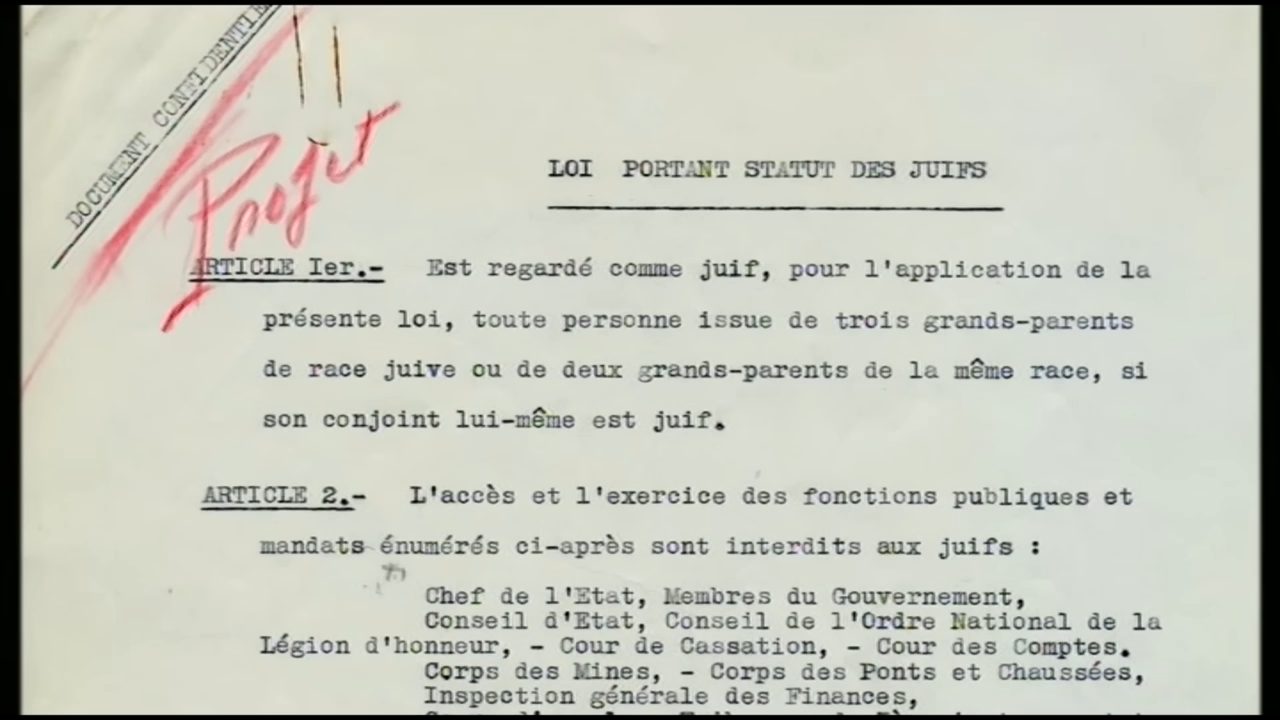 DOCUMENT CONFIDENTIE
Projet
LOI PORTANT STATUT DES JUIFS
ARTICLE Ier.- Est regardé comme juif, pour l'application de la
présente loi, toute personne issue de trois grands-parents
de race juive ou de deux grands-parents de la même race, si
son conjoint lui-même est juif.
ARTICLE 2.- L'accès et l'exercice des fonctions publiques et
mandats énumérés ci-après sont interdits aux juifs :
Chef de l'Etat, Membres du Gouvernement,
Conseil d'Etat, Conseil de l'Ordre National de la
Légion d'honneur, - Cour de Cassation, - Cour des Comptes.
Corps des Mines, - Corps des Ponts et Chaussées,
Inspection générale des Finances,